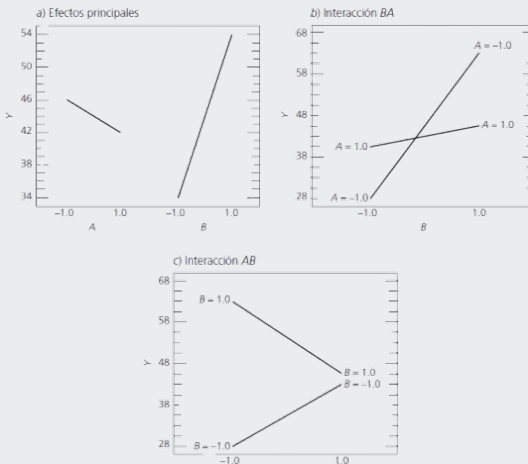 a) Efectos principales
54
50
46
42
38
34
Y
-1.0 1.0 -1.0 1.0
A B
b) Interacción BA
68
58
48
38
28
Y
A = -1.0
A = 1.0
A = 1.0
A = -1.0
-1.0 1.0
B
c) Interacción AB
68
58
48
38
28
Y
B = 1.0
B = 1.0
B = -1.0
B = -1.0
-1.0 1.0